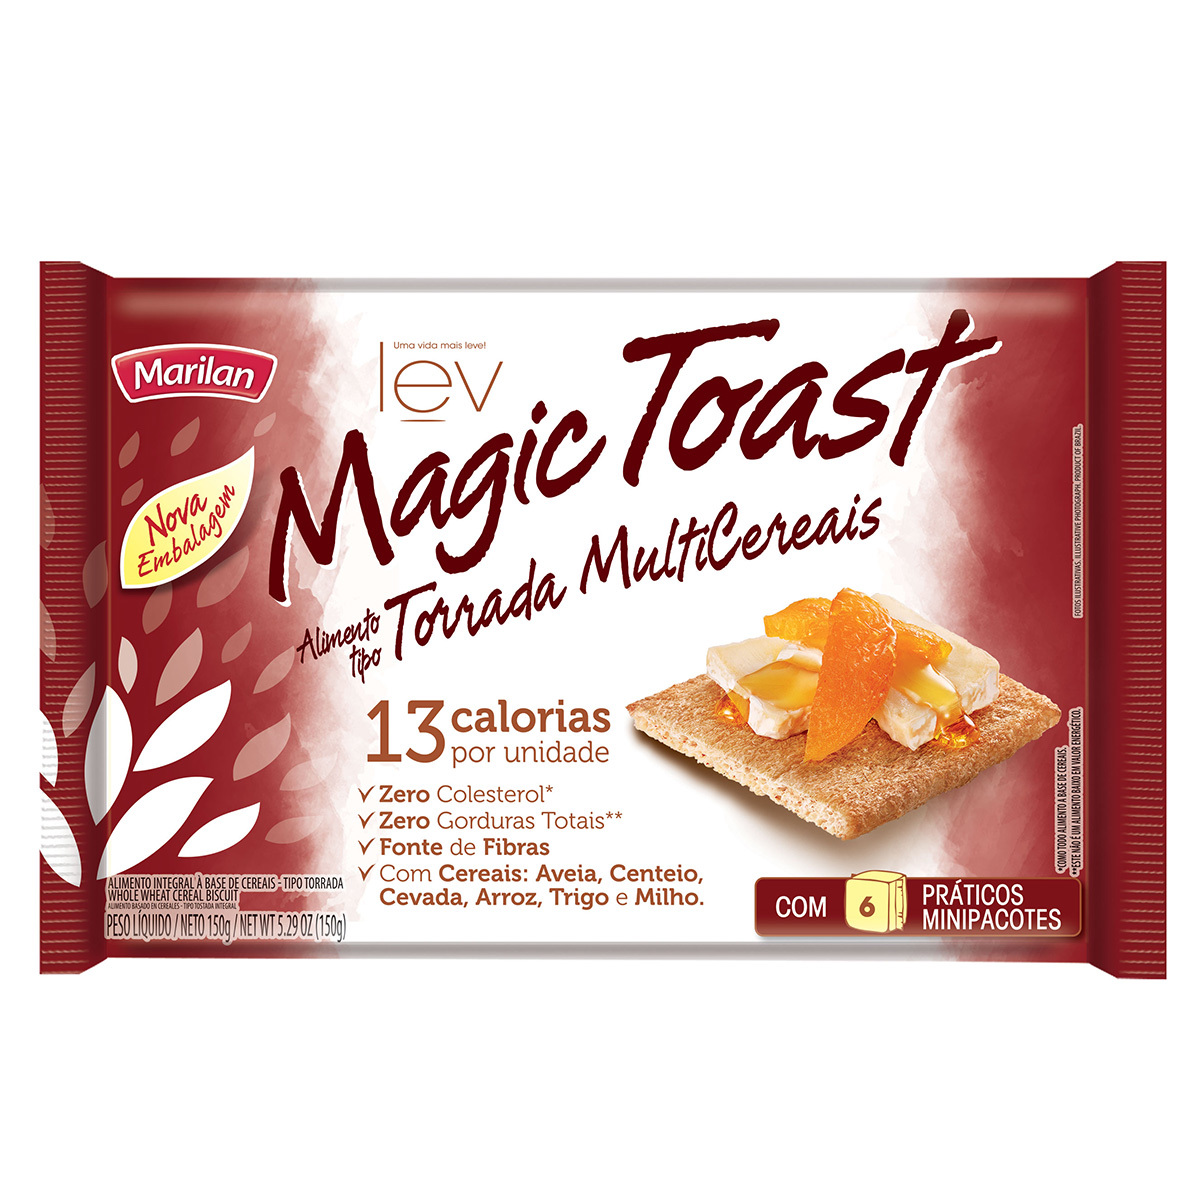 Marilan
Uma vida mais leve!
lev
Magic Toast
Nova
Embalagem
Alimento
tipo
Torrada MultiCereais
13 calorias
por unidade
Zero Colesterol*
Zero Gorduras Totais**
Fonte de Fibras
Com Cereais: Aveia, Centeio,
Cevada, Arroz, Trigo e Milho.
ALIMENTO INTEGRAL À BASE DE CEREAIS - TIPO TORRADA
WHOLE WHEAT CEREAL BISCUIT
ALIMENTO BASADO EN CEREALES - TIPO TOSTADA INTEGRAL
PESO LÍQUIDO / NETO 150g / NET WT 5.29 OZ (150g)
COM 6 PRÁTICOS
MINIPACOTES
FOTOS ILUSTRATIVAS. ILLUSTRATIVE PHOTOGRAPH. PRODUCT OF BRAZIL.
*COMO TODO ALIMENTO A BASE DE CEREAIS.
**ESTE NÃO É UM ALIMENTO BAIXO EM VALOR ENERGÉTICO.